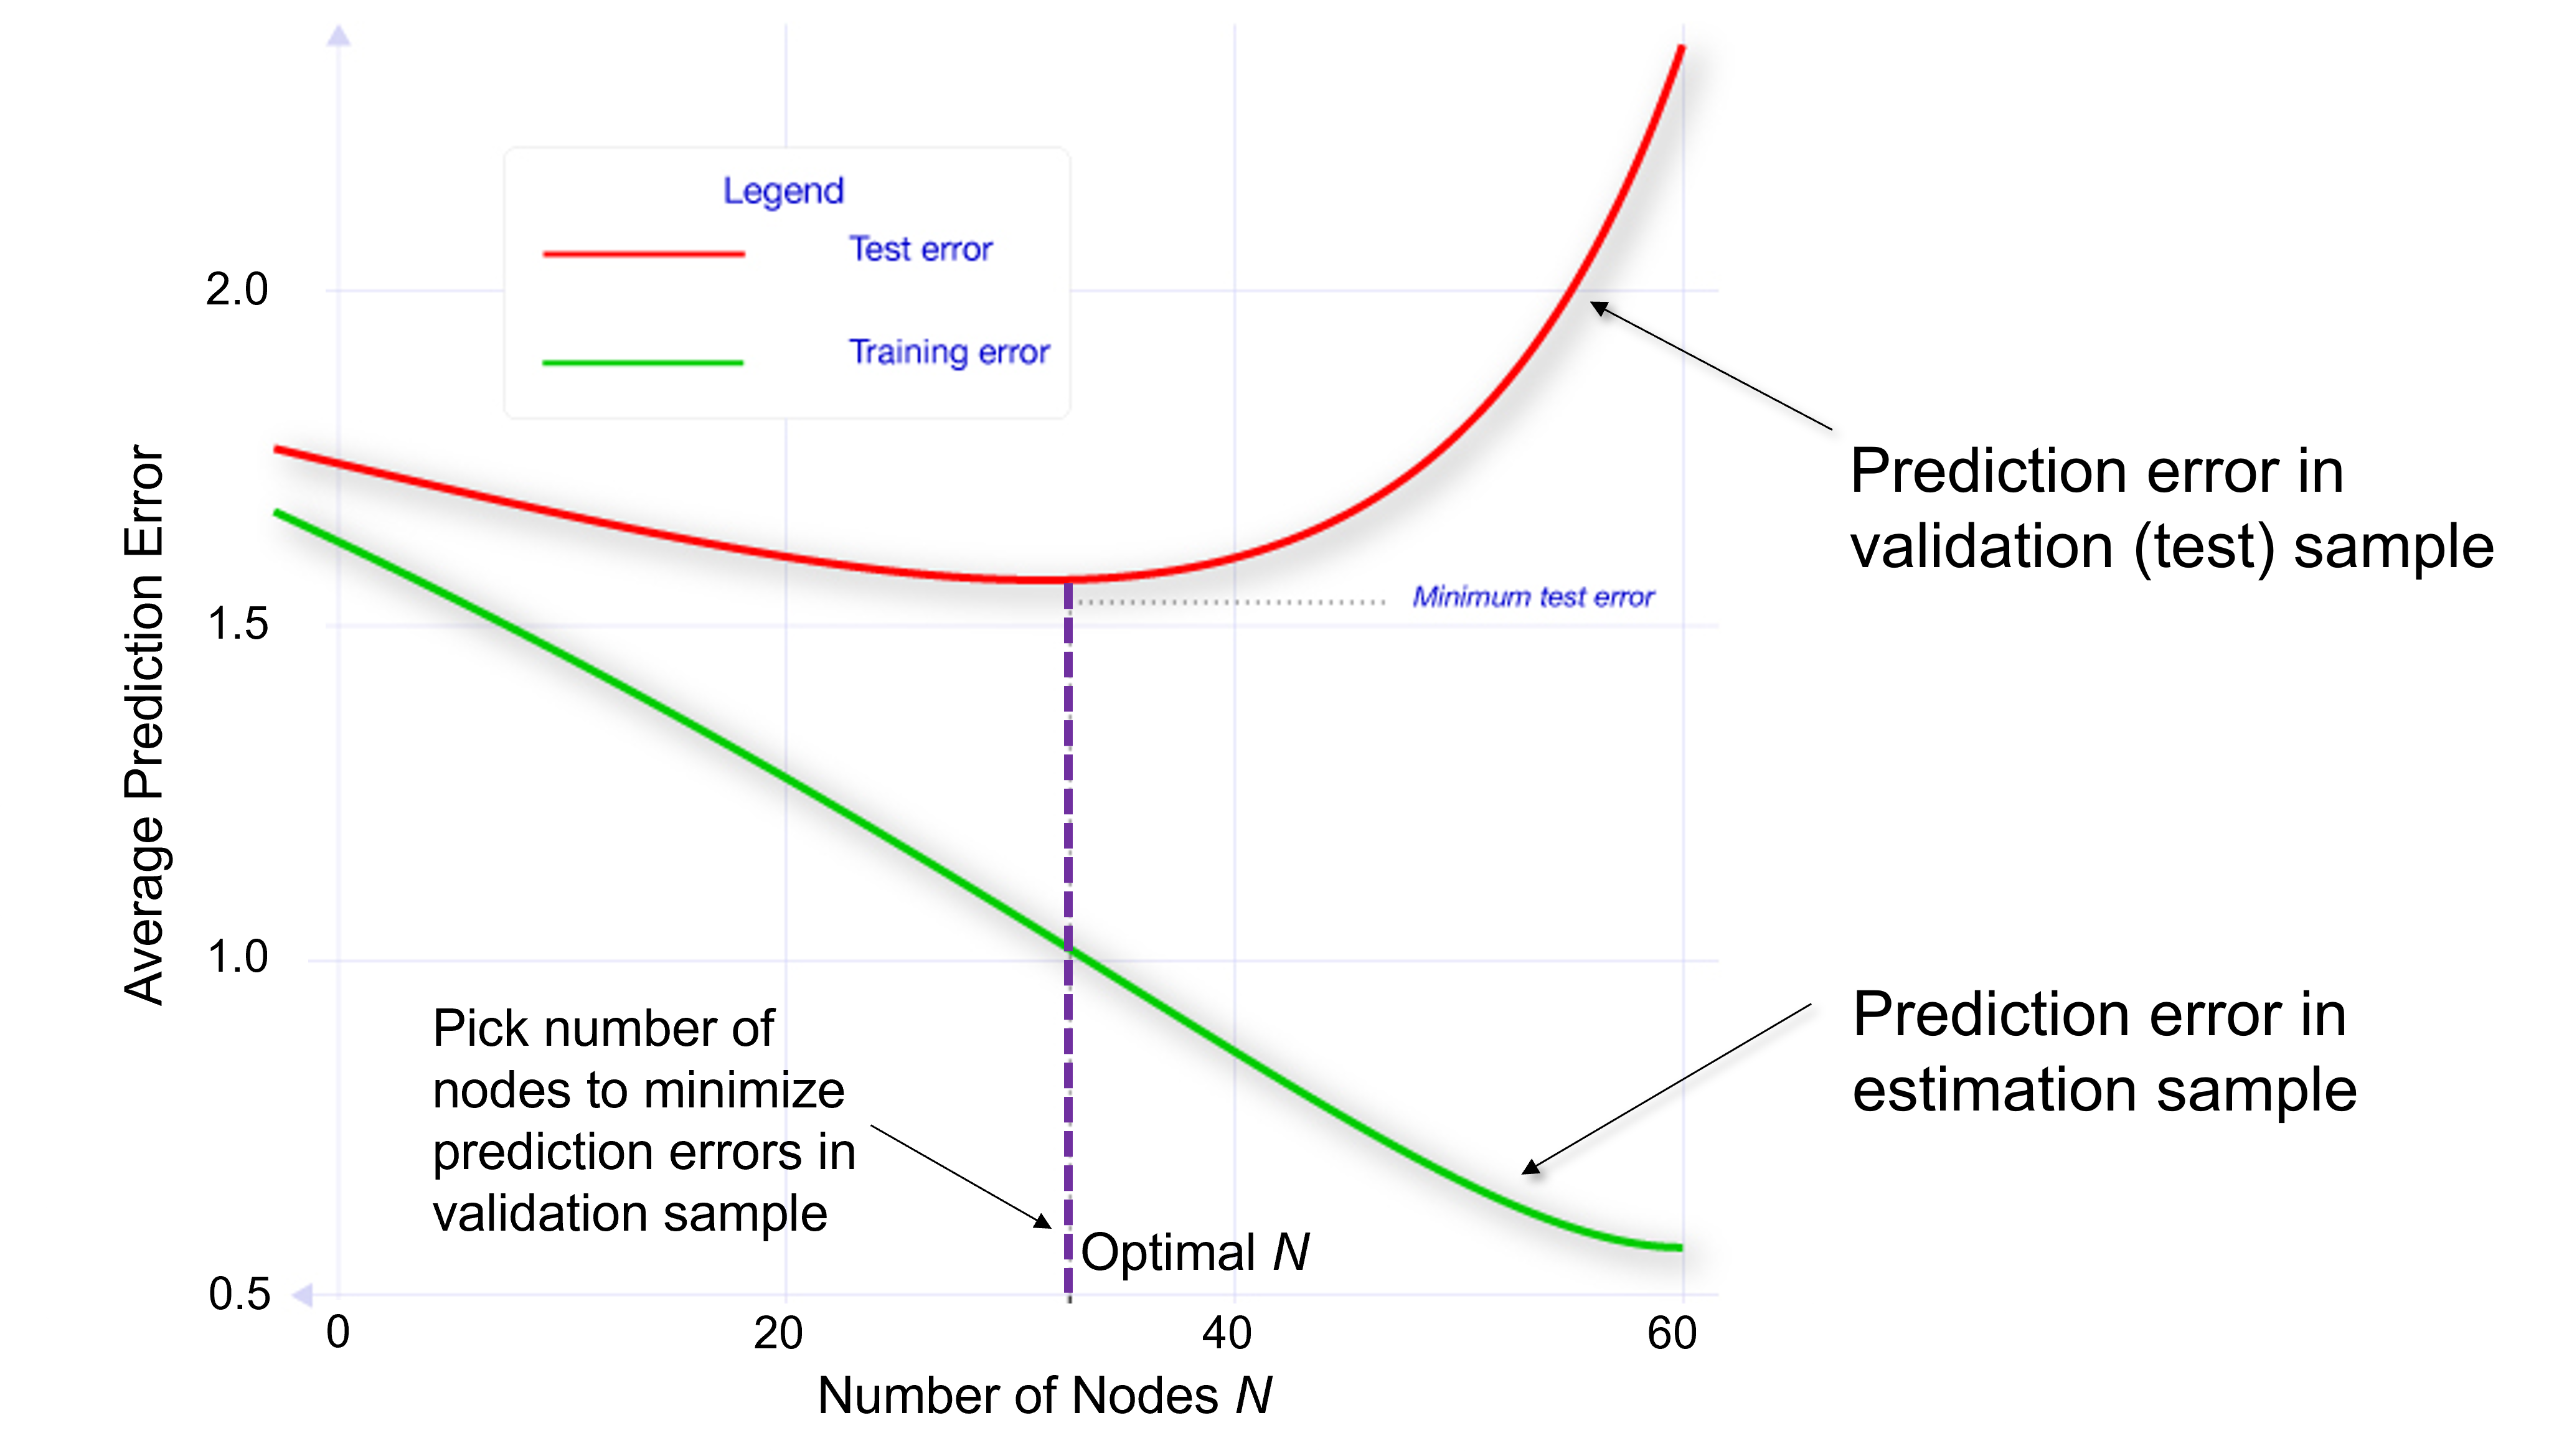 Legend
Test error
Training error
2.0
1.5
1.0
0.5
Average Prediction Error
Prediction error in
validation (test) sample
Minimum test error
Prediction error in
estimation sample
Pick number of
nodes to minimize
prediction errors in
validation sample
Optimal N
0 20 40 60
Number of Nodes N